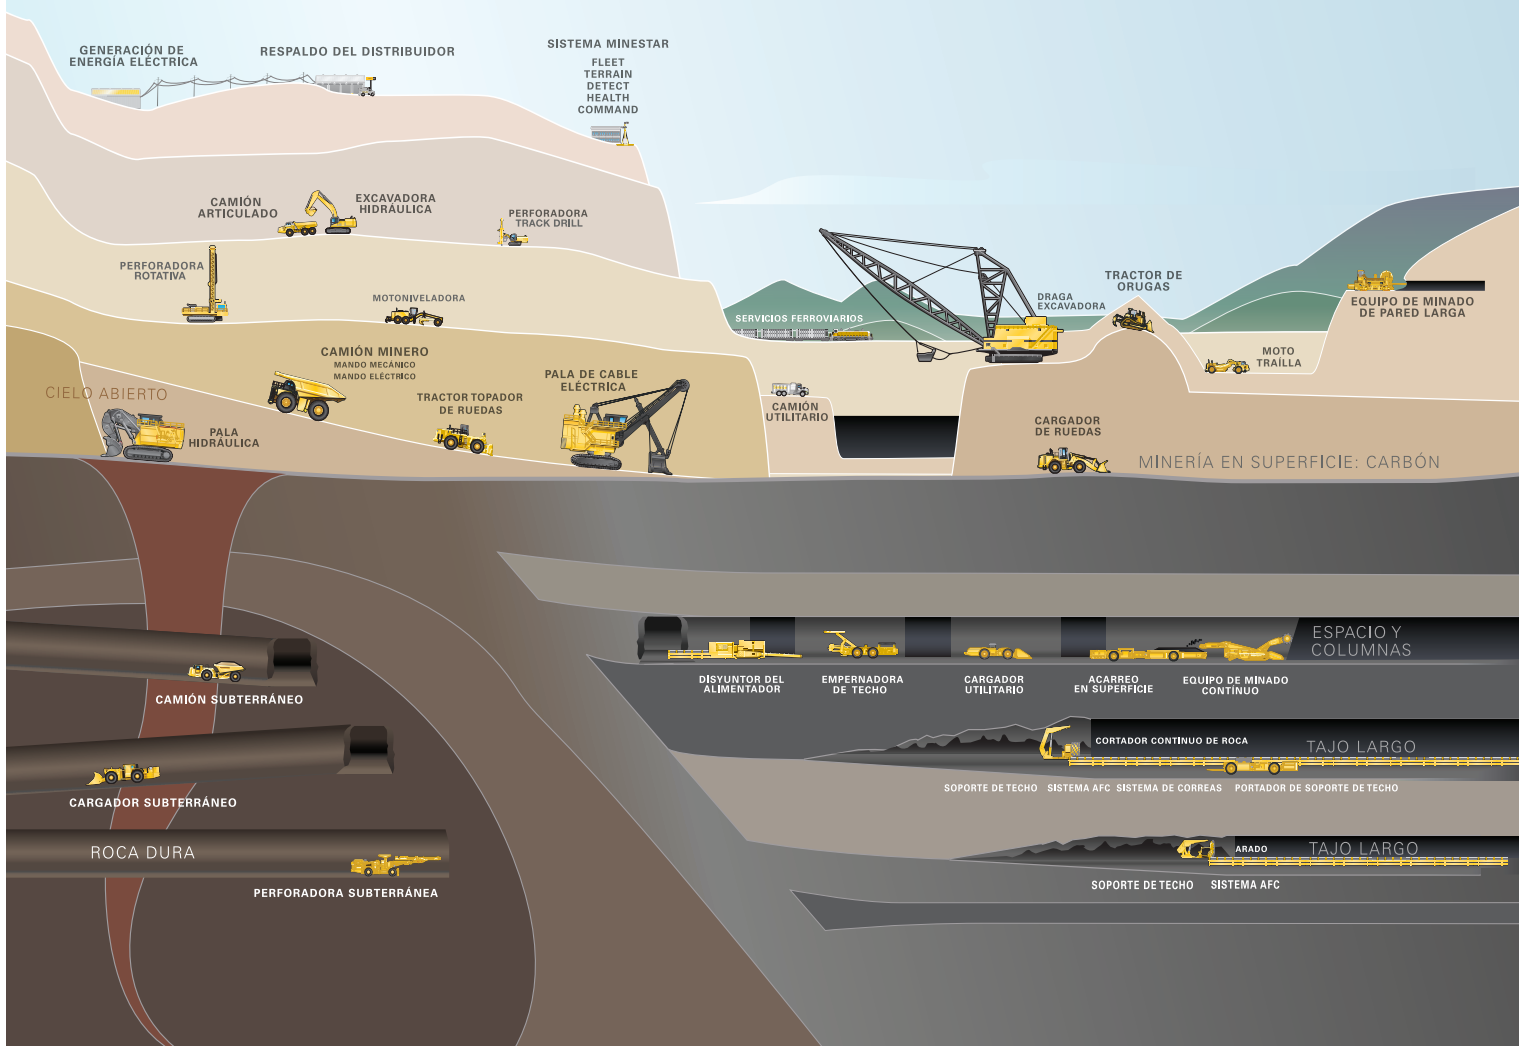 GENERACIÓN DE
ENERGÍA ELÉCTRICA
RESPALDO DEL DISTRIBUIDOR
SISTEMA MINESTAR
FLEET
TERRAIN
DETECT
HEALTH
COMMAND
CAMIÓN
ARTICULADO
EXCAVADORA
HIDRÁULICA
PERFORADORA
TRACK DRILL
PERFORADORA
ROTATIVA
MOTONIVELADORA
SERVICIOS FERROVIARIOS
DRAGA
EXCAVADORA
TRACTOR DE
ORUGAS
EQUIPO DE MINADO
DE PARED LARGA
MOTO
TRAÍLLA
CAMIÓN MINERO
MANDO MECÁNICO
MANDO ELÉCTRICO
CIELO ABIERTO
PALA
HIDRÁULICA
TRACTOR TOPADOR
DE RUEDAS
PALA DE CABLE
ELÉCTRICA
CAMIÓN
UTILITARIO
CARGADOR
DE RUEDAS
MINERÍA EN SUPERFICIE: CARBÓN
ESPACIO Y
COLUMNAS
DISYUNTOR DEL
ALIMENTADOR
EMPERNADORA
DE TECHO
CARGADOR
UTILITARIO
ACARREO
EN SUPERFICIE
EQUIPO DE MINADO
CONTÍNUO
CAMIÓN SUBTERRÁNEO
CORTADOR CONTINUO DE ROCA
TAJO LARGO
SOPORTE DE TECHO
SISTEMA AFC
SISTEMA DE CORREAS
PORTADOR DE SOPORTE DE TECHO
CARGADOR SUBTERRÁNEO
ROCA DURA
PERFORADORA SUBTERRÁNEA
ARADO
TAJO LARGO
SOPORTE DE TECHO
SISTEMA AFC